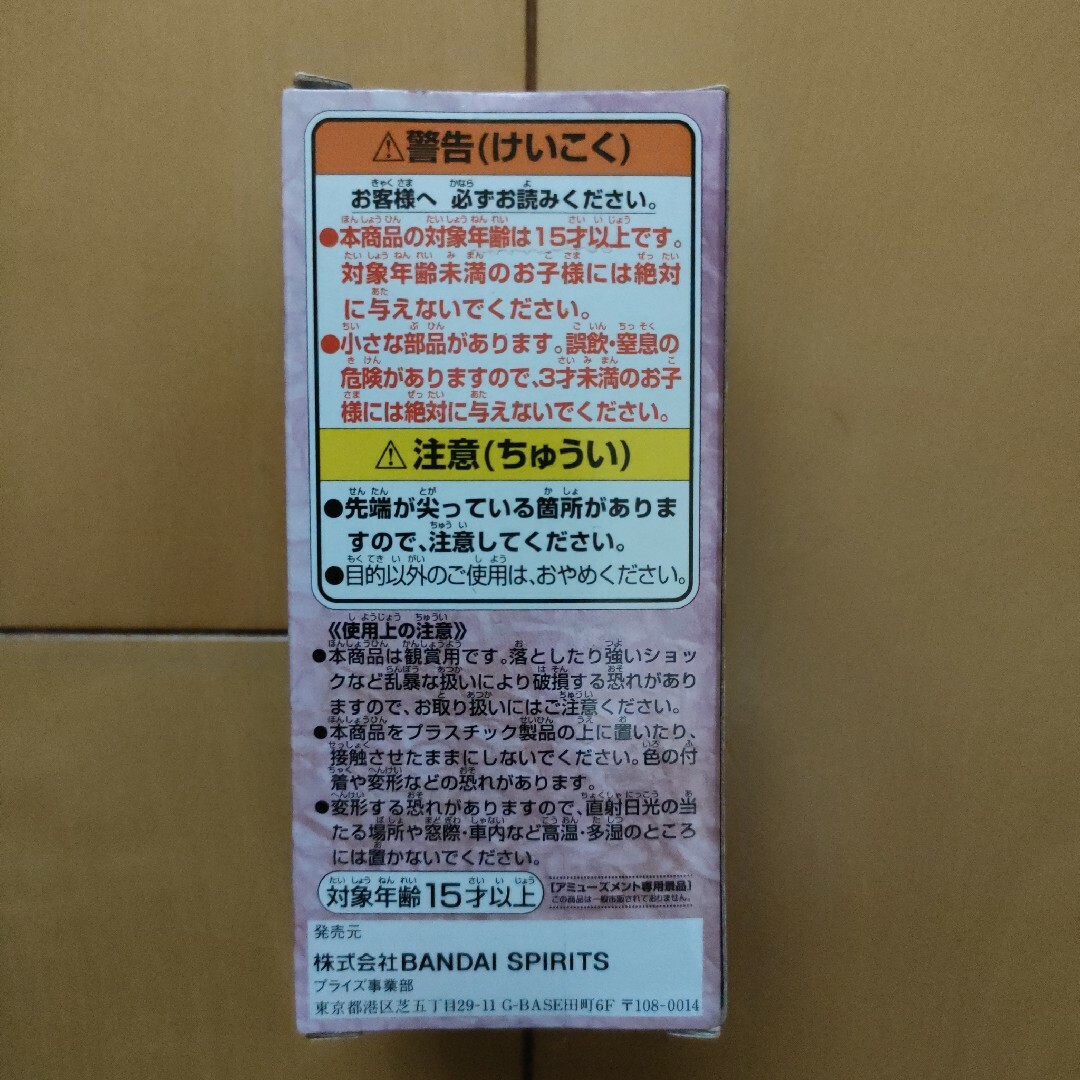 ⚠警告(けいこく)
お客様へ 必ずお読みください。
●本商品の対象年齢は15才以上です。
対象年齢未満のお子様には絶対
に与えないでください。
●小さな部品があります。誤飲・窒息の
危険がありますので、3才未満のお子
様には絶対に与えないでください。
⚠注意(ちゅうい)
●先端が尖っている箇所がありま
すので、注意してください。
●目的以外のご使用は、おやめください。
《使用上の注意》
●本商品は観賞用です。落としたり強いショッ
クなど乱暴な扱いにより破損する恐れがあり
ますので、お取り扱いにはご注意ください。
●本商品をプラスチック製品の上に置いたり、
接触させたままにしないでください。色の付
着や変形などの恐れがあります。
●変形する恐れがありますので、直射日光の当
たる場所や窓際・車内など高温・多湿のところ
には置かないでください。
対象年齢15才以上
[アミューズメント専用景品]
この商品は一般市販されておりません。
発売元
株式会社BANDAI SPIRITS
プライズ事業部
東京都港区芝五丁目29-11 G-BASE田町6F 〒108-0014